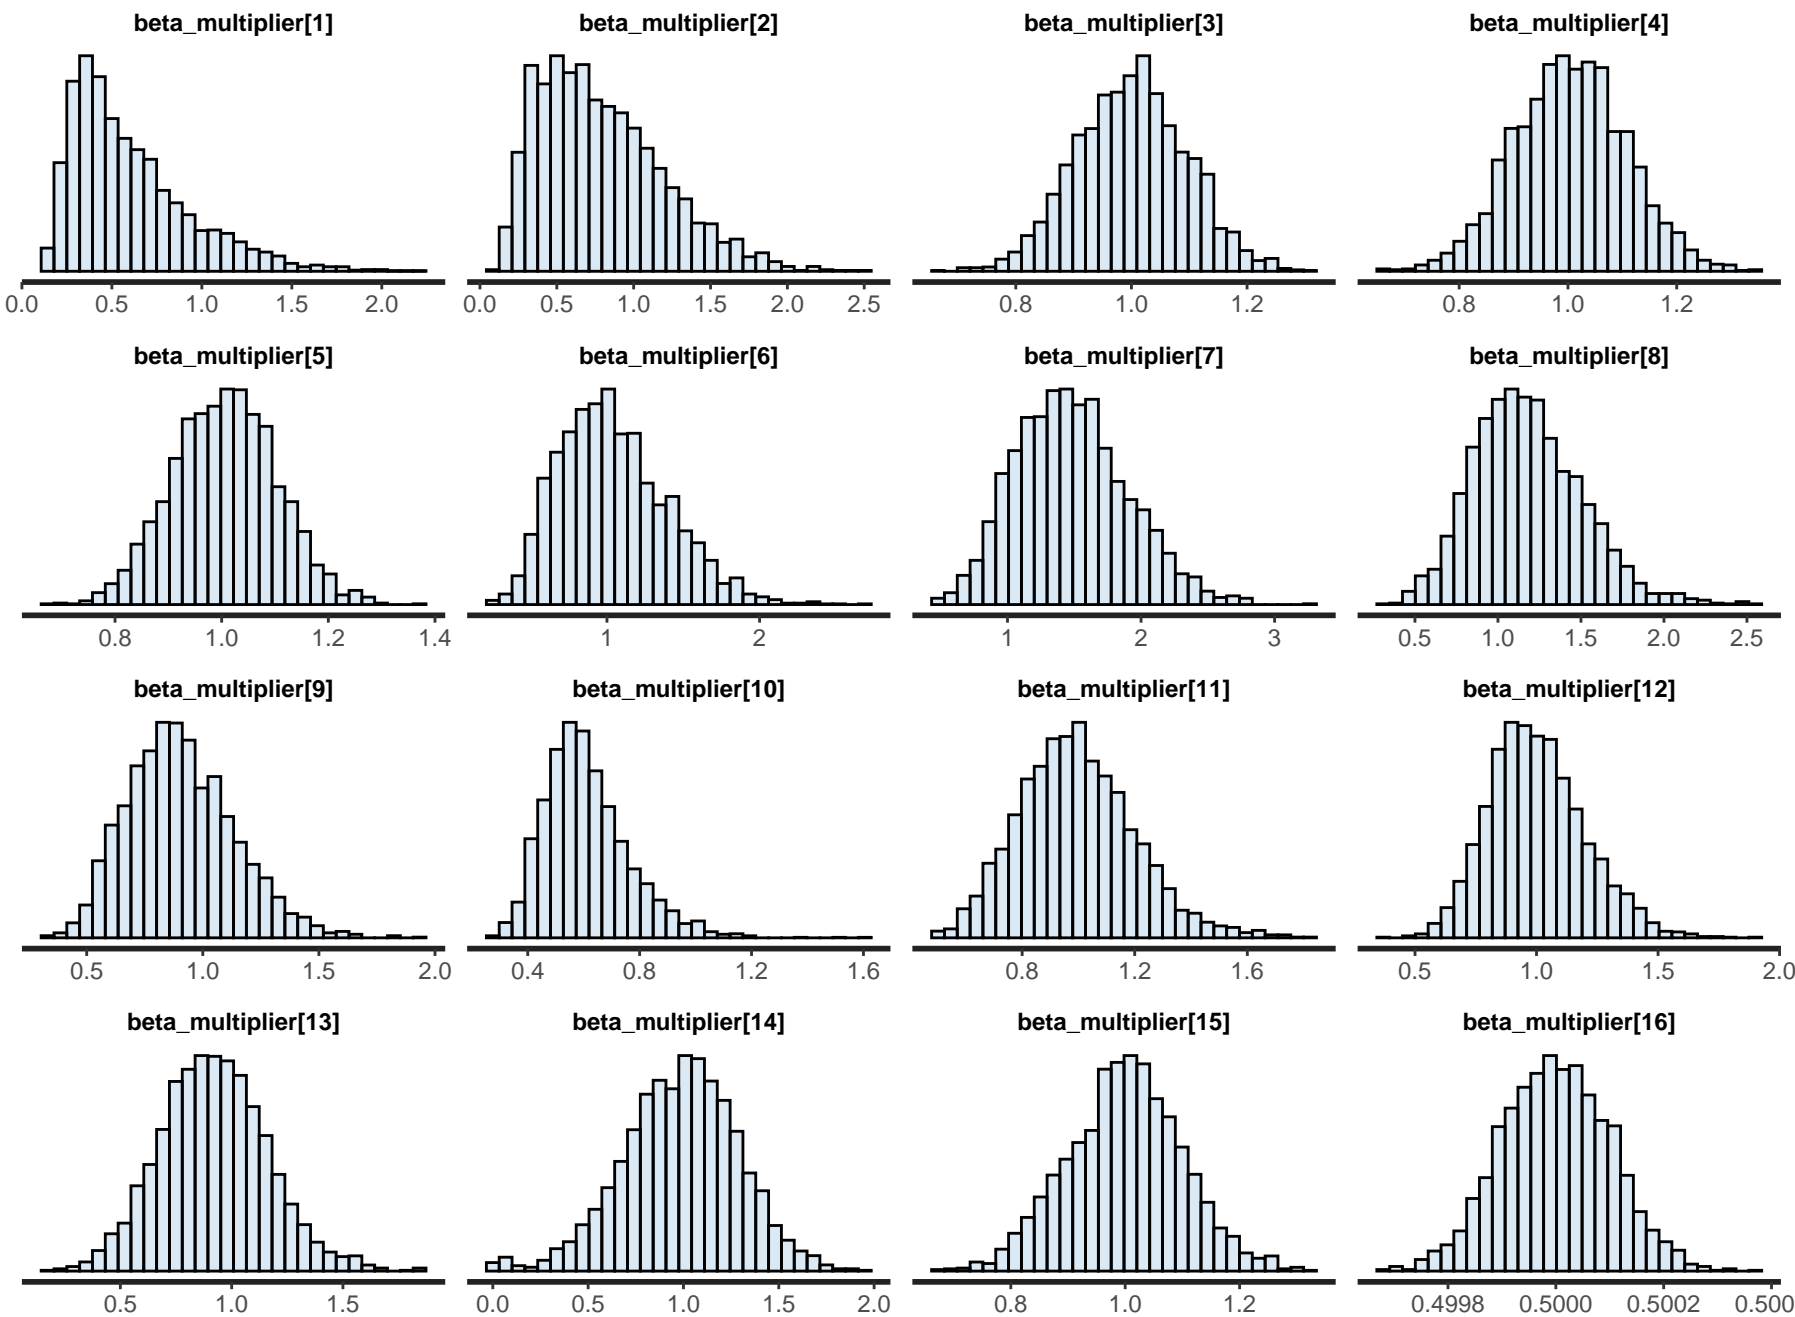 beta_multiplier[1] beta_multiplier[2] beta_multiplier[3] beta_multiplier[4]
0.0 0.5 1.0 1.5 2.0 0.0 0.5 1.0 1.5 2.0 2.5 0.8 1.0 1.2 0.8 1.0 1.2
beta_multiplier[5] beta_multiplier[6] beta_multiplier[7] beta_multiplier[8]
0.8 1.0 1.2 1.4 1 2 1 2 3 0.5 1.0 1.5 2.0 2.5
beta_multiplier[9] beta_multiplier[10] beta_multiplier[11] beta_multiplier[12]
0.5 1.0 1.5 2.0 0.4 0.8 1.2 1.6 0.8 1.2 1.6 0.5 1.0 1.5 2.0
beta_multiplier[13] beta_multiplier[14] beta_multiplier[15] beta_multiplier[16]
0.5 1.0 1.5 0.0 0.5 1.0 1.5 2.0 0.8 1.0 1.2 0.4998 0.5000 0.5002 0.500